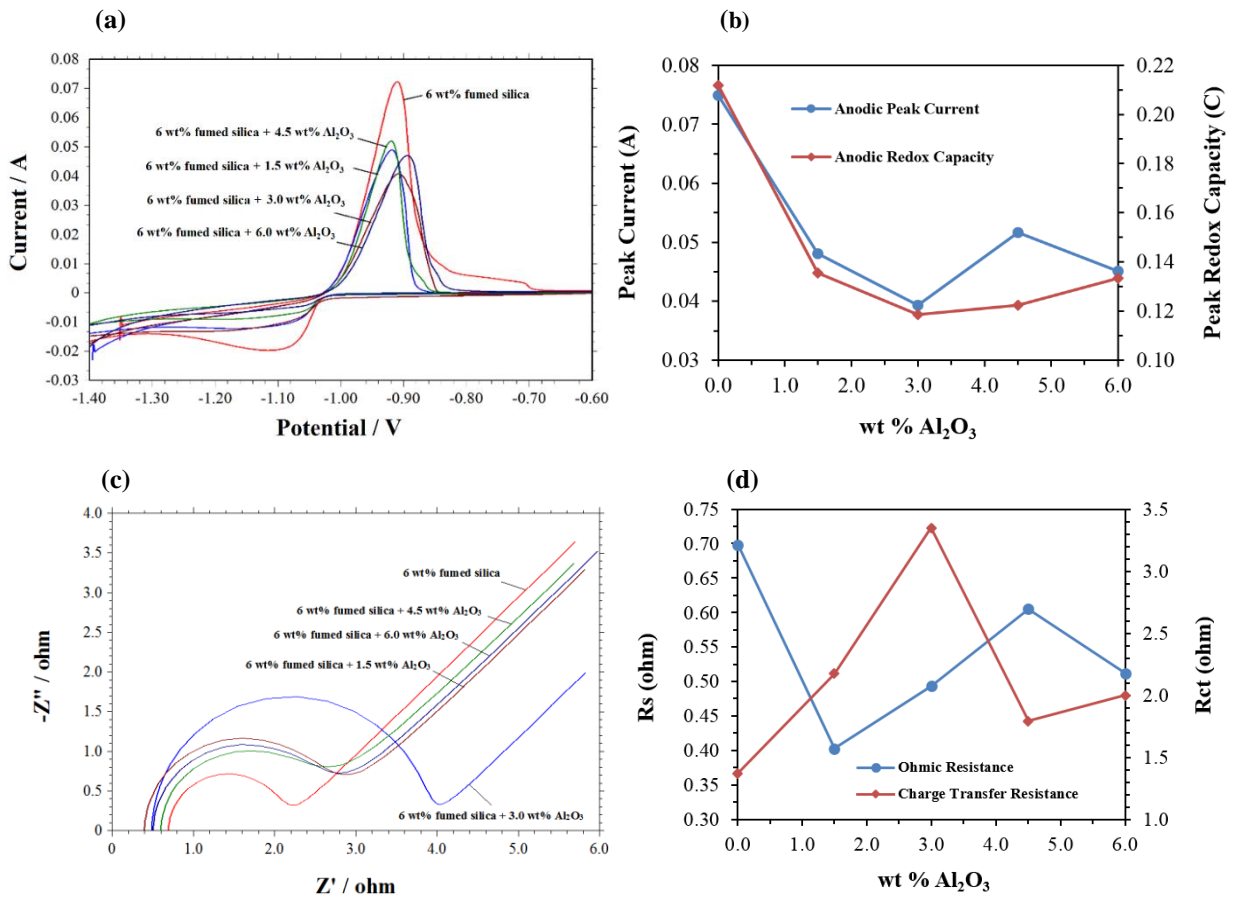 (a)
0.08
0.07
0.06
0.05
0.04
0.03
0.02
0.01
0
-0.01
-0.02
-0.03
Current / A
6 wt% fumed silica
6 wt% fumed silica + 4.5 wt% Al₂O₃
6 wt% fumed silica + 1.5 wt% Al₂O₃
6 wt% fumed silica + 3.0 wt% Al₂O₃
6 wt% fumed silica + 6.0 wt% Al₂O₃
-1.40 -1.30 -1.20 -1.10 -1.00 -0.90 -0.80 -0.70 -0.60
Potential / V
(b)
0.08
0.07
0.06
0.05
0.04
0.03
Peak Current (A)
Anodic Peak Current
Anodic Redox Capacity
0.22
0.20
0.18
0.16
0.14
0.12
0.10
Peak Redox Capacity (C)
0.0 1.0 2.0 3.0 4.0 5.0 6.0
wt % Al₂O₃
(c)
4.0
3.5
3.0
2.5
2.0
1.5
1.0
0.5
0
-Z" / ohm
6 wt% fumed silica
6 wt% fumed silica + 4.5 wt% Al₂O₃
6 wt% fumed silica + 6.0 wt% Al₂O₃
6 wt% fumed silica + 1.5 wt% Al₂O₃
6 wt% fumed silica + 3.0 wt% Al₂O₃
0 1.0 2.0 3.0 4.0 5.0 6.0
Z' / ohm
(d)
0.75
0.70
0.65
0.60
0.55
0.50
0.45
0.40
0.35
0.30
Rs (ohm)
Ohmic Resistance
Charge Transfer Resistance
3.5
3.0
2.5
2.0
1.5
1.0
Rct (ohm)
0.0 1.0 2.0 3.0 4.0 5.0 6.0
wt % Al₂O₃